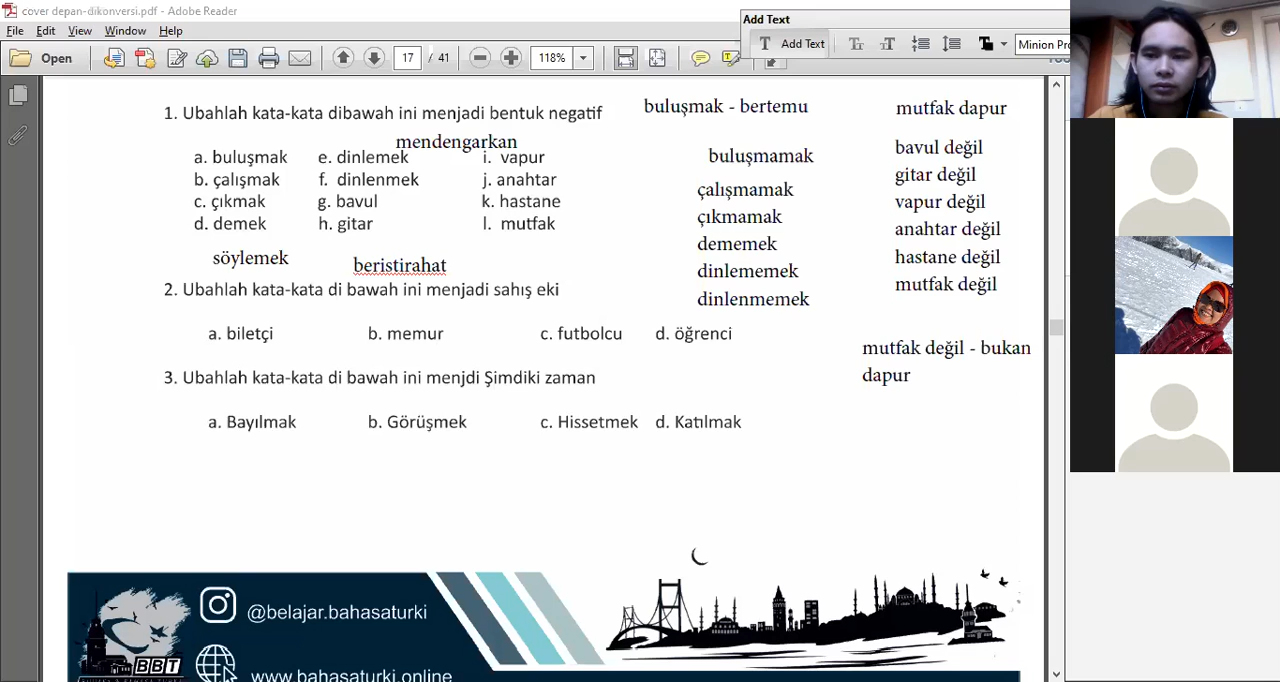 cover depan-dikonversi.pdf - Adobe Reader
File Edit View Window Help
Add Text
Open 17 / 41 118% Add Text Minion Pro
1. Ubahlah kata-kata dibawah ini menjadi bentuk negatif
mendengarkan
a. buluşmak e. dinlemek i. vapur
b. çalışmak f. dinlenmek j. anahtar
c. çıkmak g. bavul k. hastane
d. demek h. gitar l. mutfak
söylemek beristirahat
buluşmak - bertemu
buluşmamak
çalışmamak
çıkmamak
dememek
dinlememek
dinlenmemek
mutfak dapur
bavul değil
gitar değil
vapur değil
anahtar değil
hastane değil
mutfak değil
mutfak değil - bukan
dapur
2. Ubahlah kata-kata di bawah ini menjadi sahış eki
a. biletçi b. memur c. futbolcu d. öğrenci
3. Ubahlah kata-kata di bawah ini menjdi Şimdiki zaman
a. Bayılmak b. Görüşmek c. Hissetmek d. Katılmak
@belajar.bahasaturki
BBT
www.bahasaturki.online